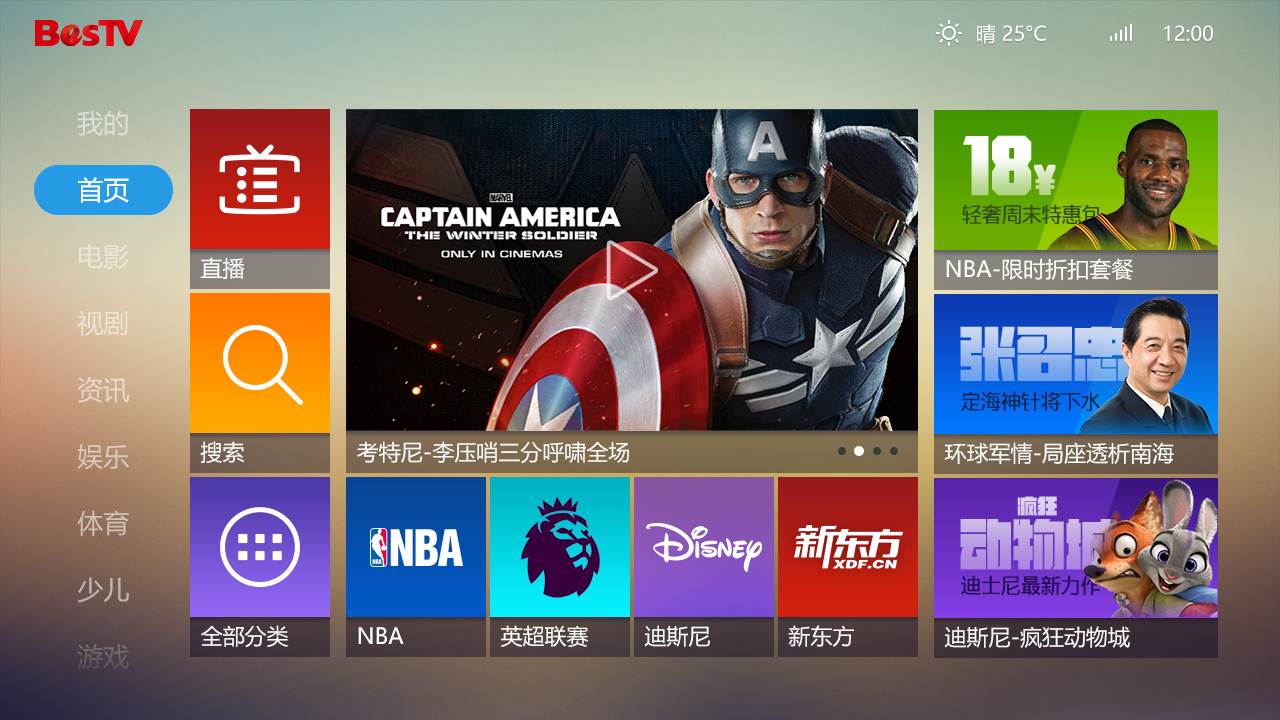 BesTV
晴 25℃
12:00
我的
首页
电影
视剧
资讯
娱乐
体育
少儿
游戏
直播
搜索
全部分类
MARVEL
CAPTAIN AMERICA
THE WINTER SOLDIER
ONLY IN CINEMAS
A
考特尼-李压哨三分呼啸全场
NBA
NBA
NBA
英超联赛
Disney
迪斯尼
新东方
XDF.CN
新东方
18¥
轻奢周末特惠包
NBA-限时折扣套餐
张召忠
定海神针将下水
环球军情-局座透析南海
疯狂
动物城
迪士尼最新力作
迪斯尼-疯狂动物城